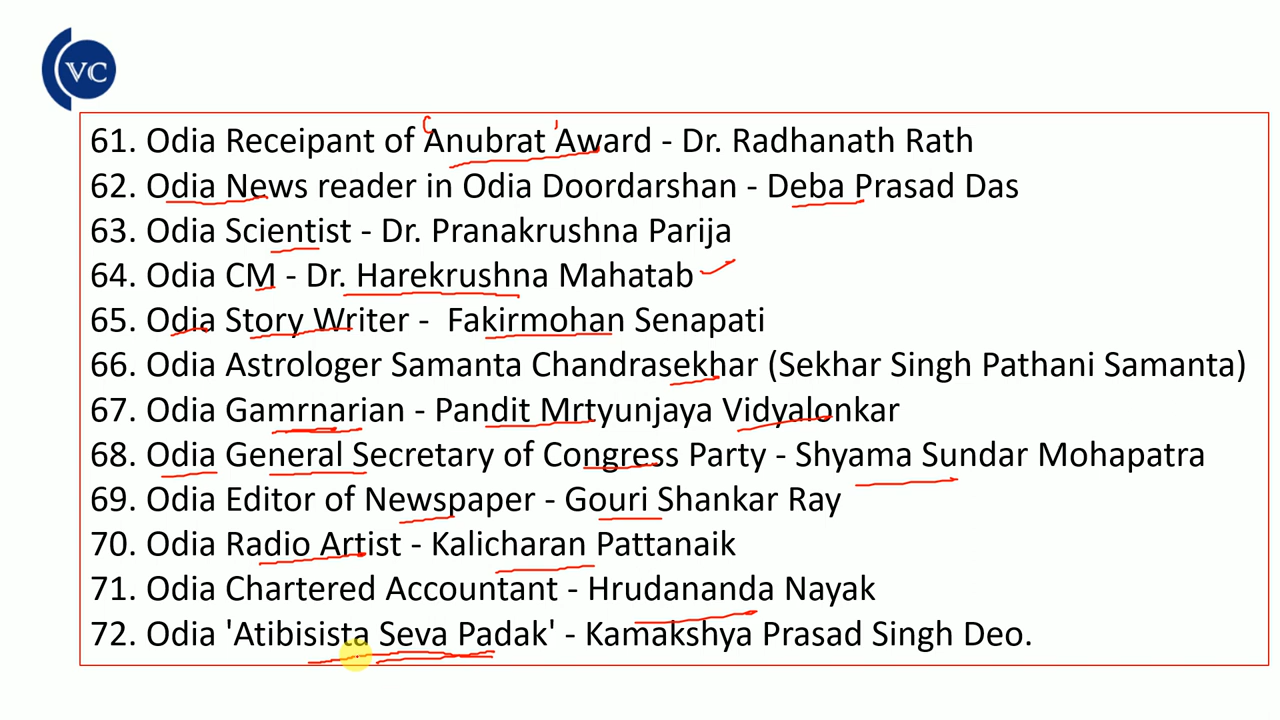 VC
61. Odia Receipant of Anubrat Award - Dr. Radhanath Rath
62. Odia News reader in Odia Doordarshan - Deba Prasad Das
63. Odia Scientist - Dr. Pranakrushna Parija
64. Odia CM - Dr. Harekrushna Mahatab
65. Odia Story Writer -  Fakirmohan Senapati
66. Odia Astrologer Samanta Chandrasekhar (Sekhar Singh Pathani Samanta)
67. Odia Gamrnarian - Pandit Mrtyunjaya Vidyalonkar
68. Odia General Secretary of Congress Party - Shyama Sundar Mohapatra
69. Odia Editor of Newspaper - Gouri Shankar Ray
70. Odia Radio Artist - Kalicharan Pattanaik
71. Odia Chartered Accountant - Hrudananda Nayak
72. Odia 'Atibisista Seva Padak' - Kamakshya Prasad Singh Deo.